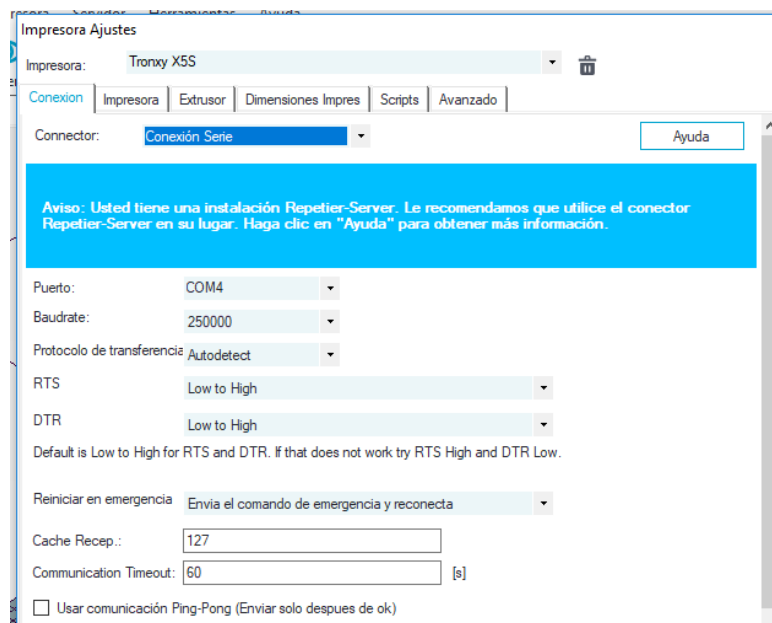 Servidor Herramientas Ayuda
Impresora Ajustes
Impresora: Tronxy X5S
Conexion Impresora Extrusor Dimensiones Impres Scripts Avanzado
Connector: Conexión Serie Ayuda
Aviso: Usted tiene una instalación Repetier-Server. Le recomendamos que utilice el conector
Repetier-Server en su lugar. Haga clic en "Ayuda" para obtener más información.
Puerto: COM4
Baudrate: 250000
Protocolo de transferencia Autodetect
RTS Low to High
DTR Low to High
Default is Low to High for RTS and DTR. If that does not work try RTS High and DTR Low.
Reiniciar en emergencia Envia el comando de emergencia y reconecta
Cache Recep.: 127
Communication Timeout: 60 [s]
Usar comunicación Ping-Pong (Enviar solo despues de ok)